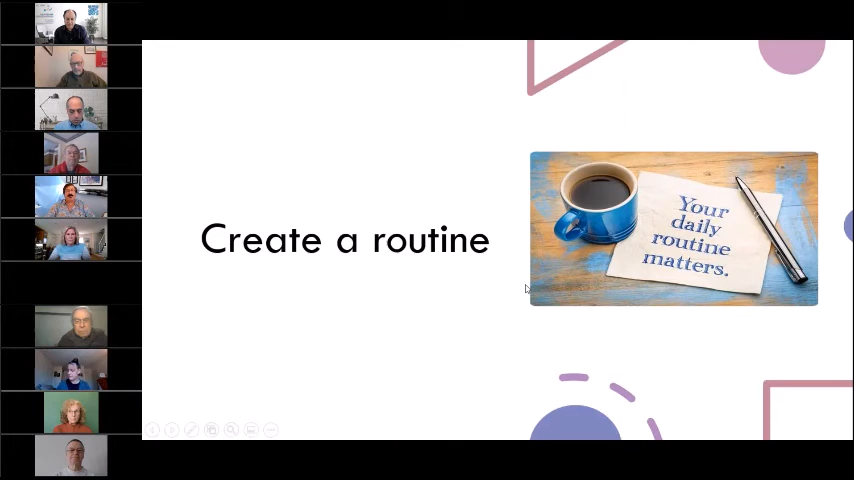 Create a routine
Your
daily
routine
matters.